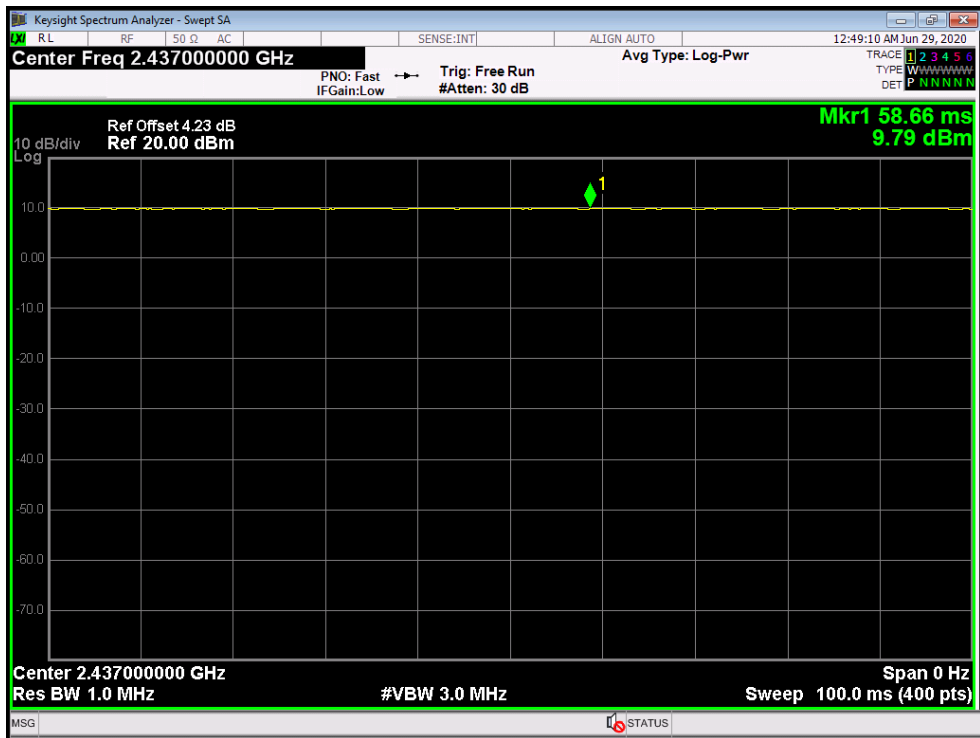 Keysight Spectrum Analyzer - Swept SA
LXI RL RF 50 Ω AC SENSE:INT ALIGN AUTO 12:49:10 AM Jun 29, 2020
Center Freq 2.437000000 GHz Avg Type: Log-Pwr TRACE 1 2 3 4 5 6
PNO: Fast Trig: Free Run TYPE WWWWWW
IFGain:Low #Atten: 30 dB DET P N N N N N
Mkr1 58.66 ms
Ref Offset 4.23 dB
10 dB/div Ref 20.00 dBm 9.79 dBm
Log
1
10.0
0.00
-10.0
-20.0
-30.0
-40.0
-50.0
-60.0
-70.0
Center 2.437000000 GHz Span 0 Hz
Res BW 1.0 MHz #VBW 3.0 MHz Sweep 100.0 ms (400 pts)
MSG STATUS